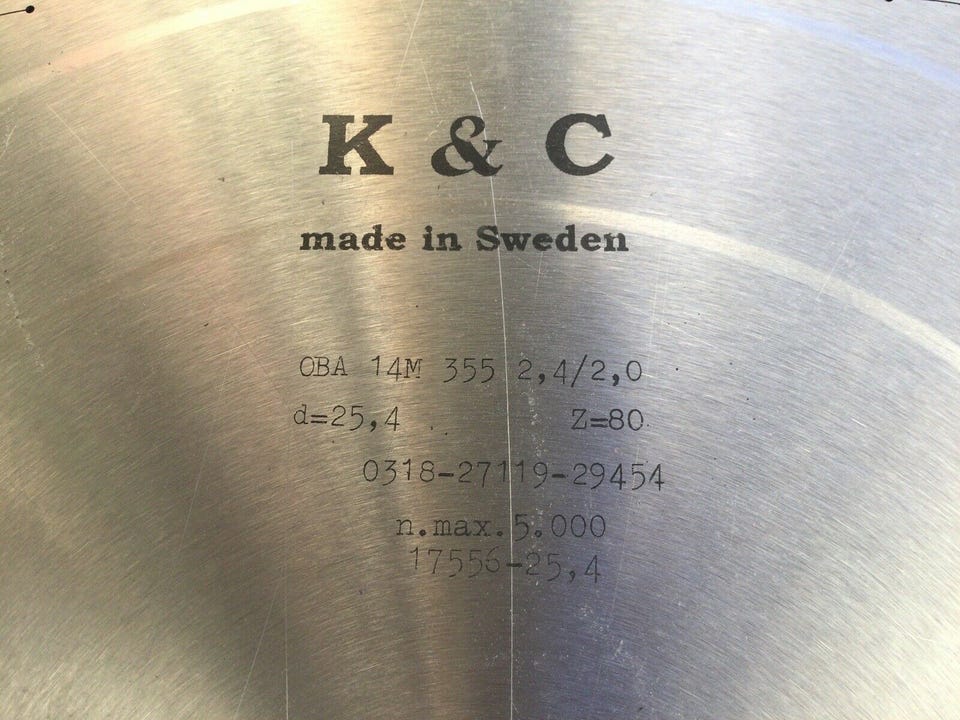 K & C
made in Sweden
OBA 14M 355 2,4/2,0
d=25,4 Z=80
0318-27119-29454
n.max.5.000
17556-25,4